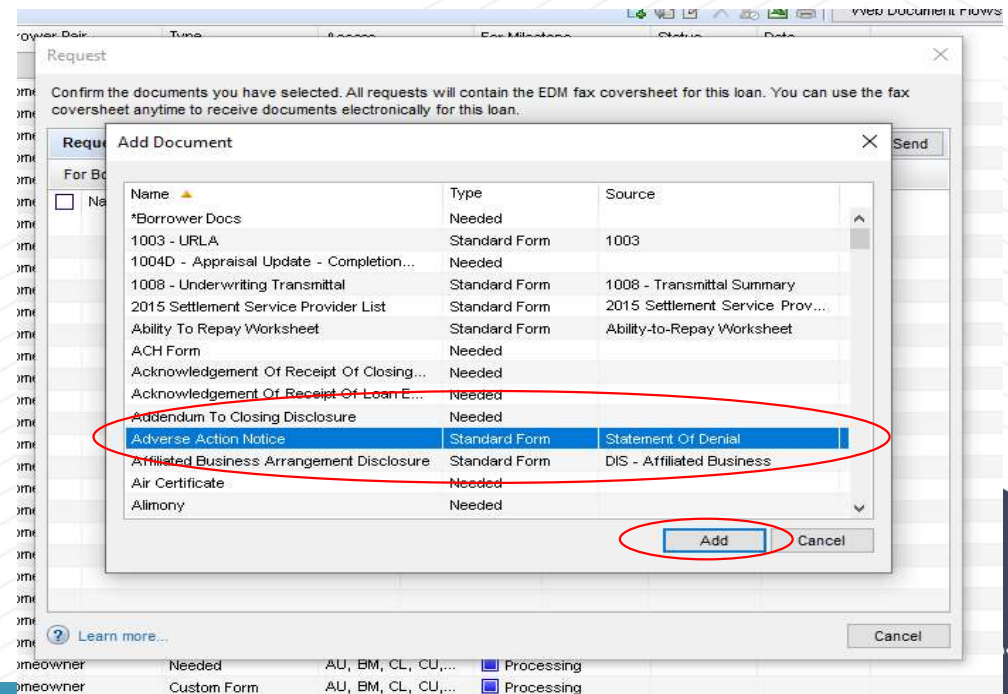 Web Document Flows
Request
Confirm the documents you have selected. All requests will contain the EDM fax coversheet for this loan. You can use the fax
coversheet anytime to receive documents electronically for this loan.
Add Document
Send
Name Type Source
*Borrower Docs Needed
1003 - URLA Standard Form 1003
1004D - Appraisal Update - Completion... Needed
1008 - Underwriting Transmittal Standard Form 1008 - Transmittal Summary
2015 Settlement Service Provider List Standard Form 2015 Settlement Service Prov...
Ability To Repay Worksheet Standard Form Ability-to-Repay Worksheet
ACH Form Needed
Acknowledgement Of Receipt Of Closing... Needed
Acknowledgement Of Receipt Of Loan E... Needed
Addendum To Closing Disclosure Needed
Adverse Action Notice Standard Form Statement Of Denial
Affiliated Business Arrangement Disclosure Standard Form DIS - Affiliated Business
Air Certificate Needed
Alimony Needed
Add Cancel
? Learn more... Cancel
omeowner Needed AU, BM, CL, CU,... Processing
omeowner Custom Form AU, BM, CL, CU,... Processing